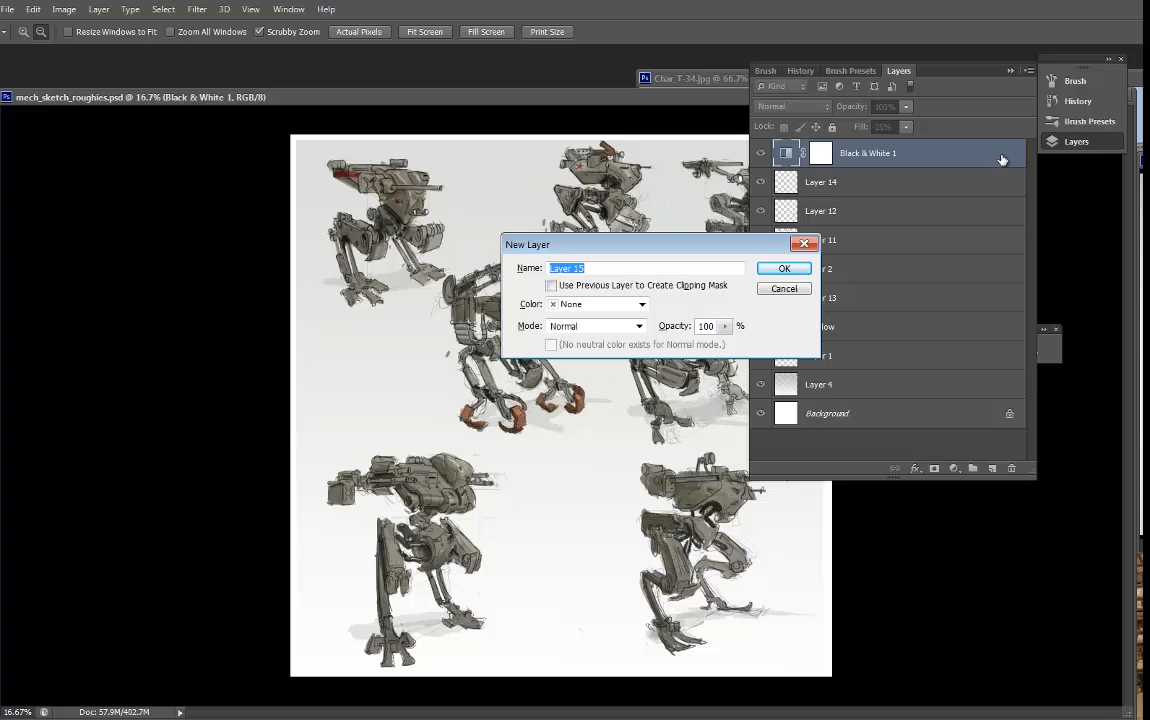 File Edit Image Layer Type Select Filter 3D View Window Help
Resize Windows to Fit Zoom All Windows Scrubby Zoom Actual Pixels Fit Screen Fill Screen Print Size
Char_T-34.jpg @ 66.7%
Brush History Brush Presets Layers
mech_sketch_roughies.psd @ 16.7% (Black & White 1, RGB/8)
Kind
Normal Opacity: 100%
Lock: Fill: 25%
Black & White 1
Layer 14
Layer 12
r 11
r 2
r 13
low
r 1
Layer 4
Background
Brush
History
Brush Presets
Layers
New Layer
Name: Layer 15 OK
Use Previous Layer to Create Clipping Mask Cancel
Color: None
Mode: Normal Opacity: 100 %
(No neutral color exists for Normal mode.)
16.67% Doc: 57.9M/402.7M